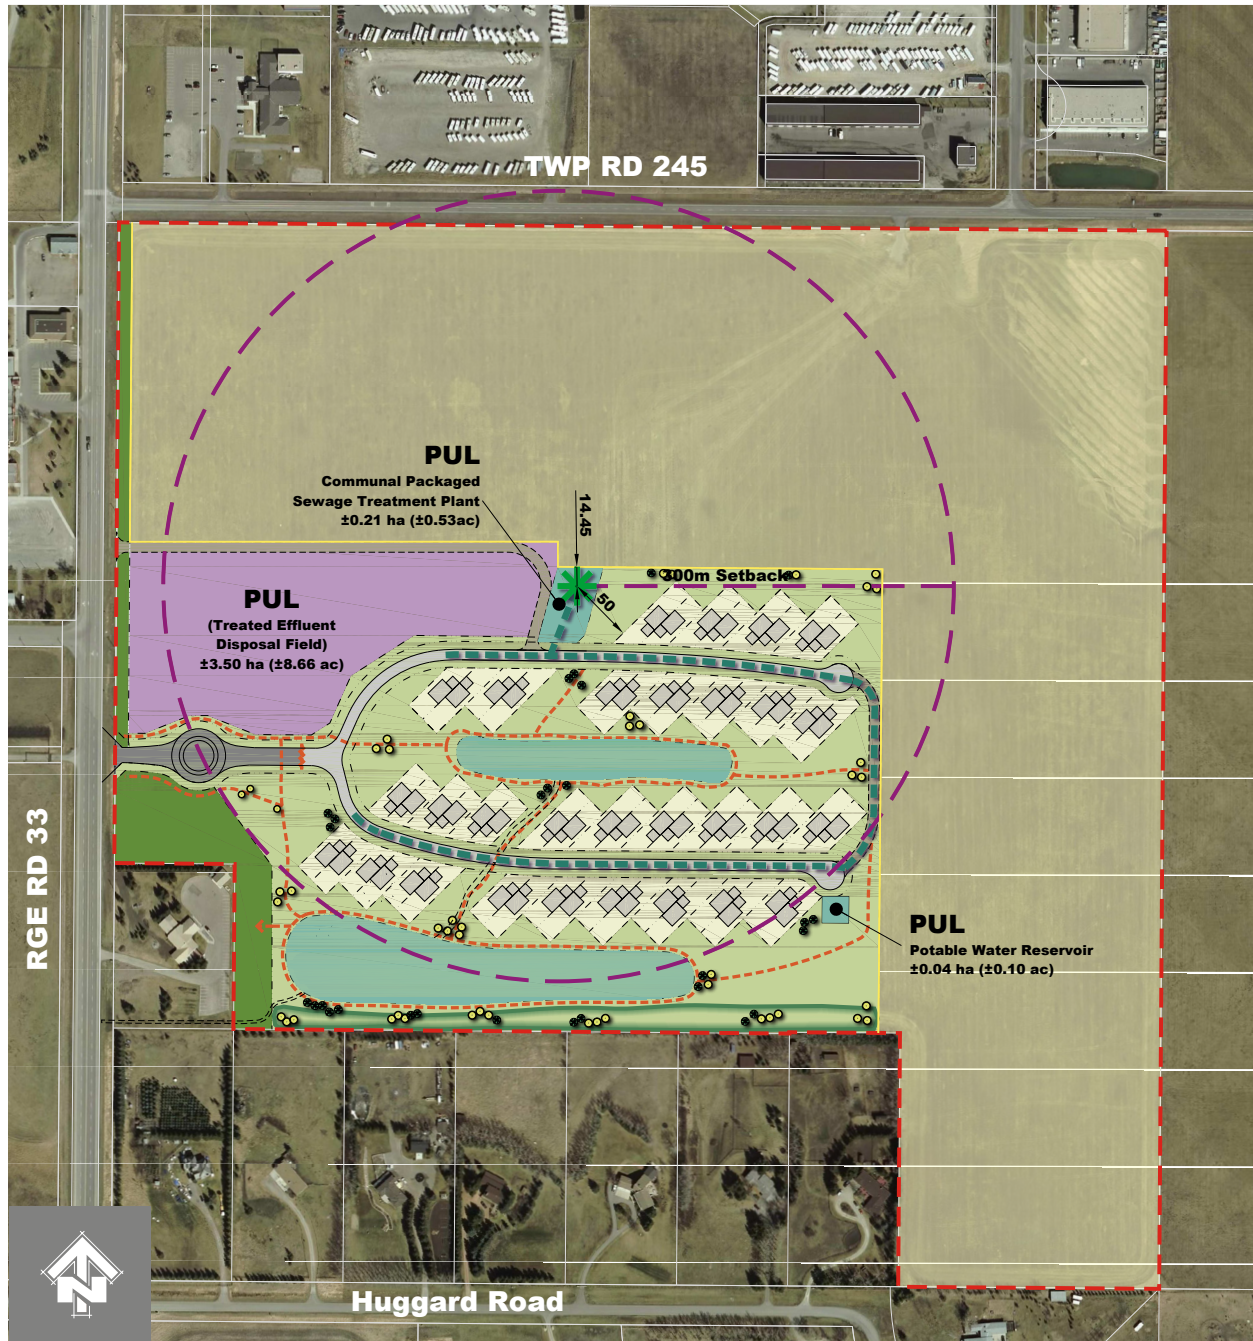 TWP RD 245
PUL
Communal Packaged
Sewage Treatment Plant
±0.21 ha (±0.53ac)
14.45
300m Setback
50
PUL
(Treated Effluent
Disposal Field)
±3.50 ha (±8.66 ac)
RGE RD 33
PUL
Potable Water Reservoir
±0.04 ha (±0.10 ac)
N
Huggard Road